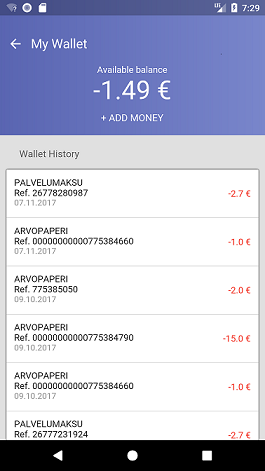 7:29
My Wallet
Available balance
-1.49 €
+ ADD MONEY
Wallet History
PALVELUMAKSU
Ref. 26778280987
-2.7 €
07.11.2017
ARVOPAPERI
Ref. 00000000000775384660
-1.0 €
07.11.2017
ARVOPAPERI
Ref. 775385050
-2.0 €
09.10.2017
ARVOPAPERI
Ref. 00000000000775384790
-15.0 €
09.10.2017
ARVOPAPERI
Ref. 00000000000775384660
-1.0 €
09.10.2017
PALVELUMAKSU
Ref. 26777231924
-2.7 €